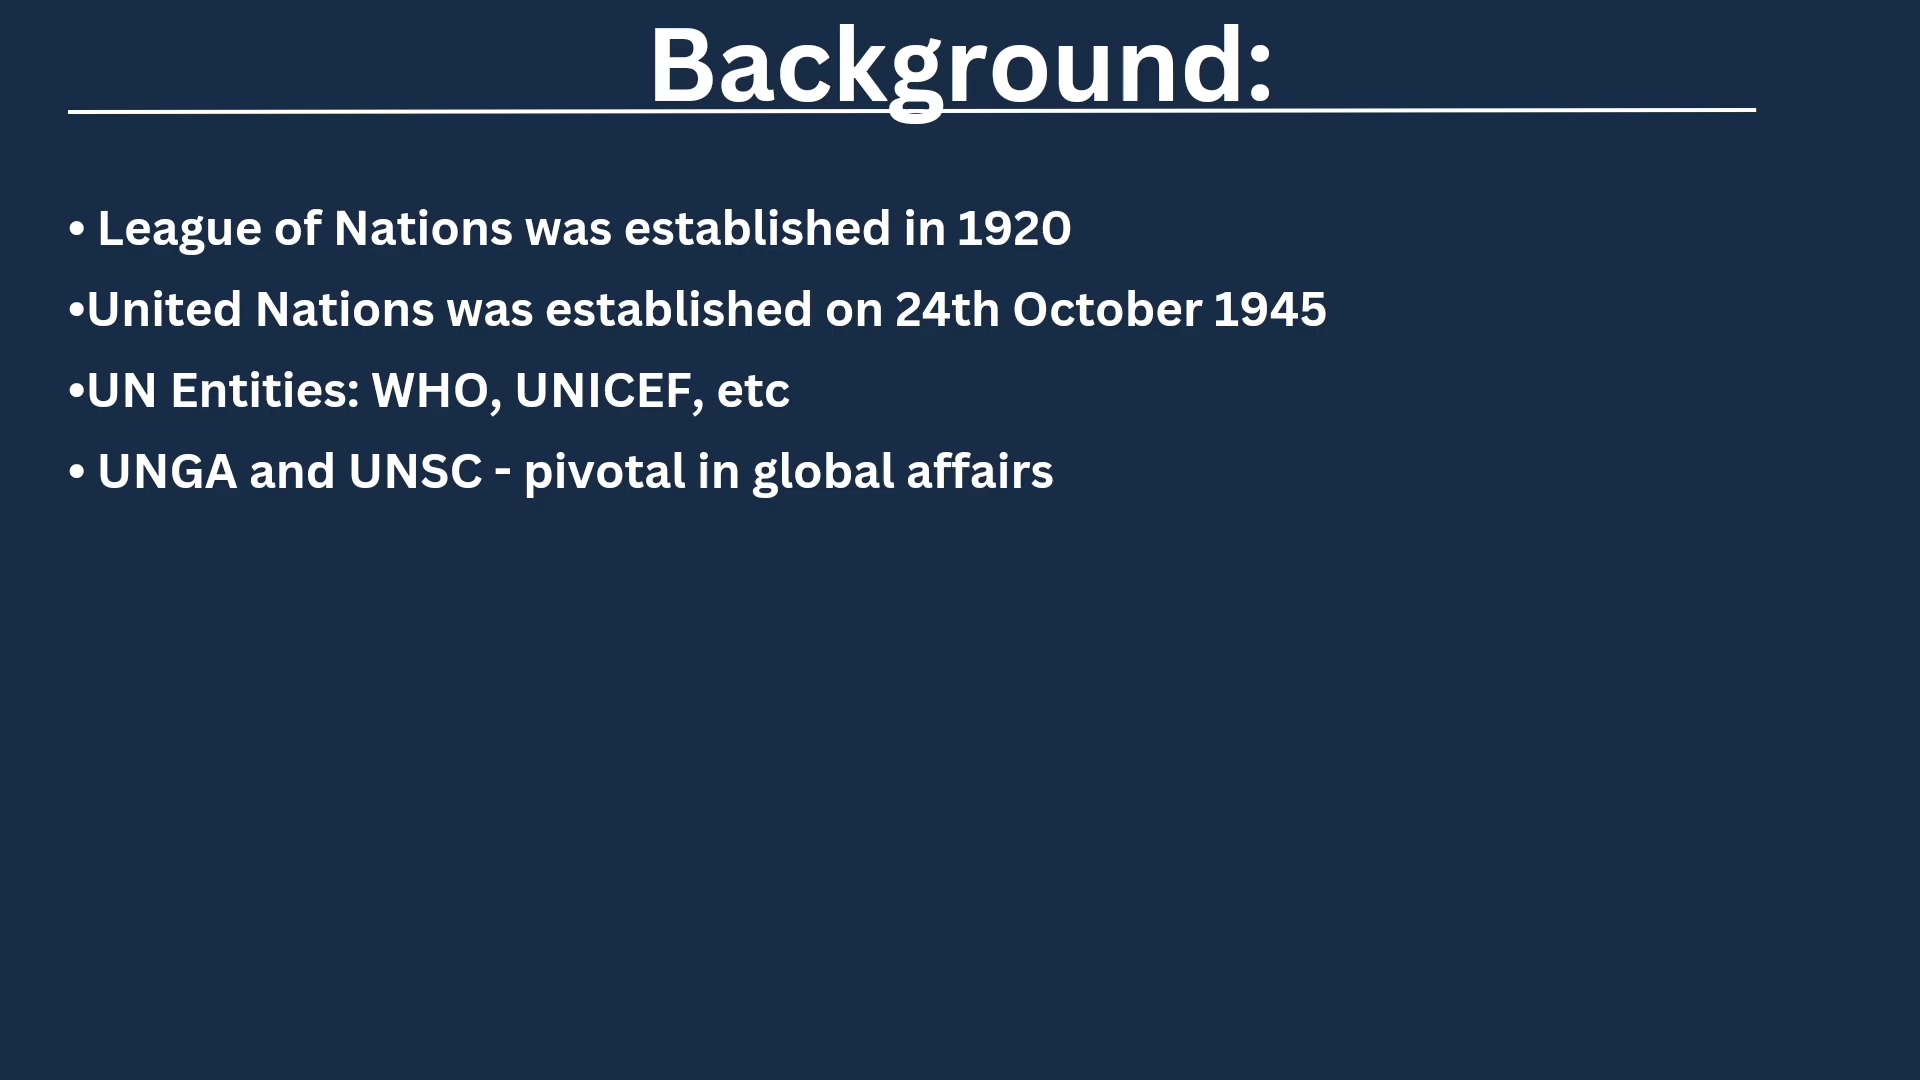 Background:
• League of Nations was established in 1920
•United Nations was established on 24th October 1945
•UN Entities: WHO, UNICEF, etc
• UNGA and UNSC - pivotal in global affairs